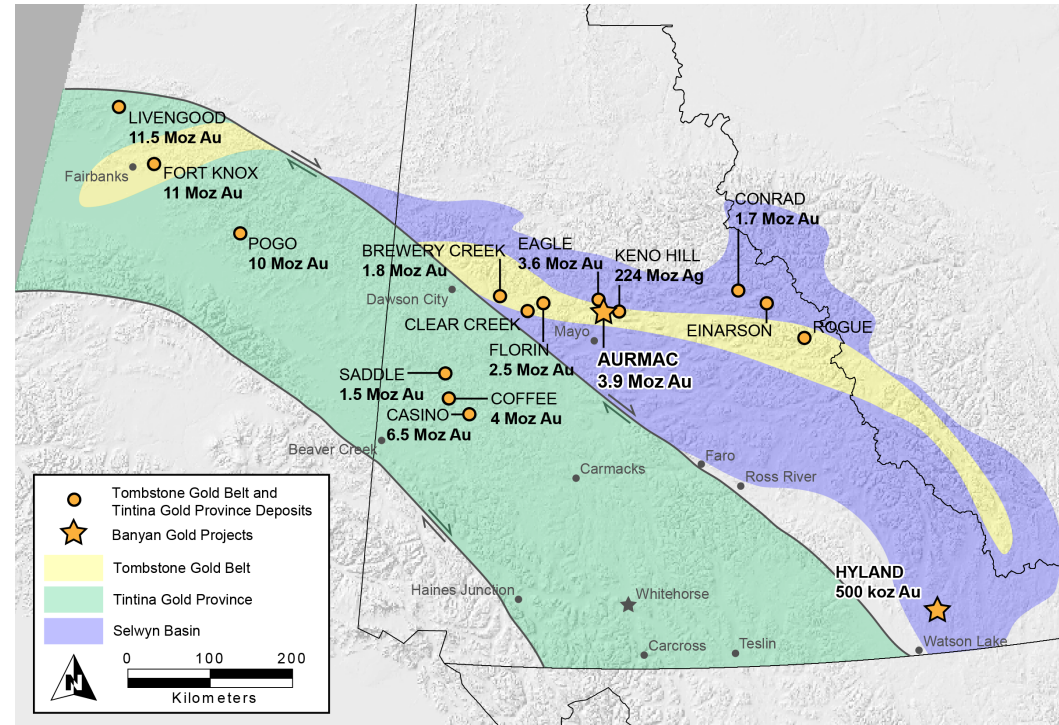 LIVENGOOD
11.5 Moz Au
Fairbanks
FORT KNOX
11 Moz Au
POGO
10 Moz Au
CONRAD
1.7 Moz Au
BREWERY CREEK
1.8 Moz Au
EAGLE
3.6 Moz Au
KENO HILL
224 Moz Ag
Dawson City
CLEAR CREEK
Mayo
EINARSON
ROGUE
FLORIN
2.5 Moz Au
AURMAC
3.9 Moz Au
SADDLE
1.5 Moz Au
COFFEE
4 Moz Au
CASINO
6.5 Moz Au
Beaver Creek
Carmacks
Faro
Ross River
Tombstone Gold Belt and
Tintina Gold Province Deposits
Banyan Gold Projects
Tombstone Gold Belt
Tintina Gold Province
Selwyn Basin
N
0 100 200
Kilometers
HYLAND
500 koz Au
Haines Junction
Whitehorse
Carcross
Teslin
Watson Lake